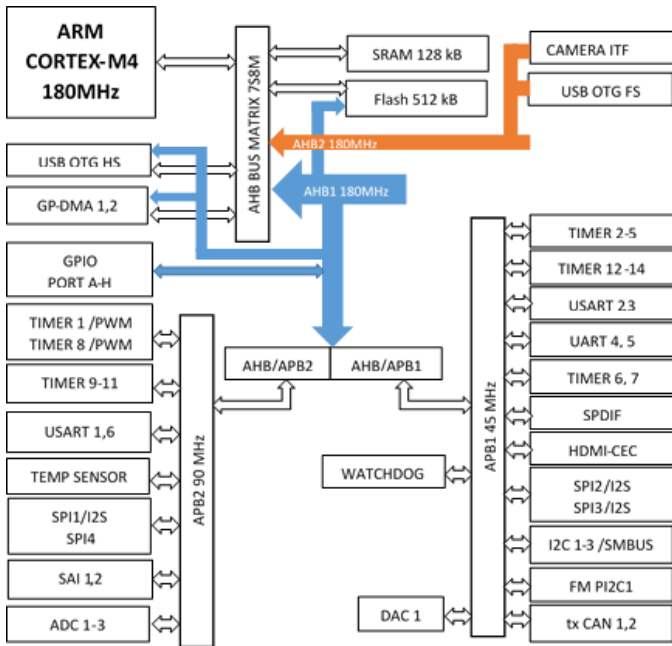 ARM
CORTEX-M4
180MHz
AHB BUS MATRIX 7S8M
SRAM 128 kB
Flash 512 kB
CAMERA ITF
USB OTG FS
AHB2 180MHz
AHB1 180MHz
USB OTG HS
GP-DMA 1,2
GPIO
PORT A-H
TIMER 1 /PWM
TIMER 8 /PWM
TIMER 9-11
USART 1,6
TEMP SENSOR
SPI1/I2S
SPI4
SAI 1,2
ADC 1-3
APB2 90 MHz
AHB/APB2
AHB/APB1
WATCHDOG
DAC 1
APB1 45 MHz
TIMER 2-5
TIMER 12-14
USART 23
UART 4, 5
TIMER 6, 7
SPDIF
HDMI-CEC
SPI2/I2S
SPI3/I2S
I2C 1-3 /SMBUS
FM PI2C1
tx CAN 1,2